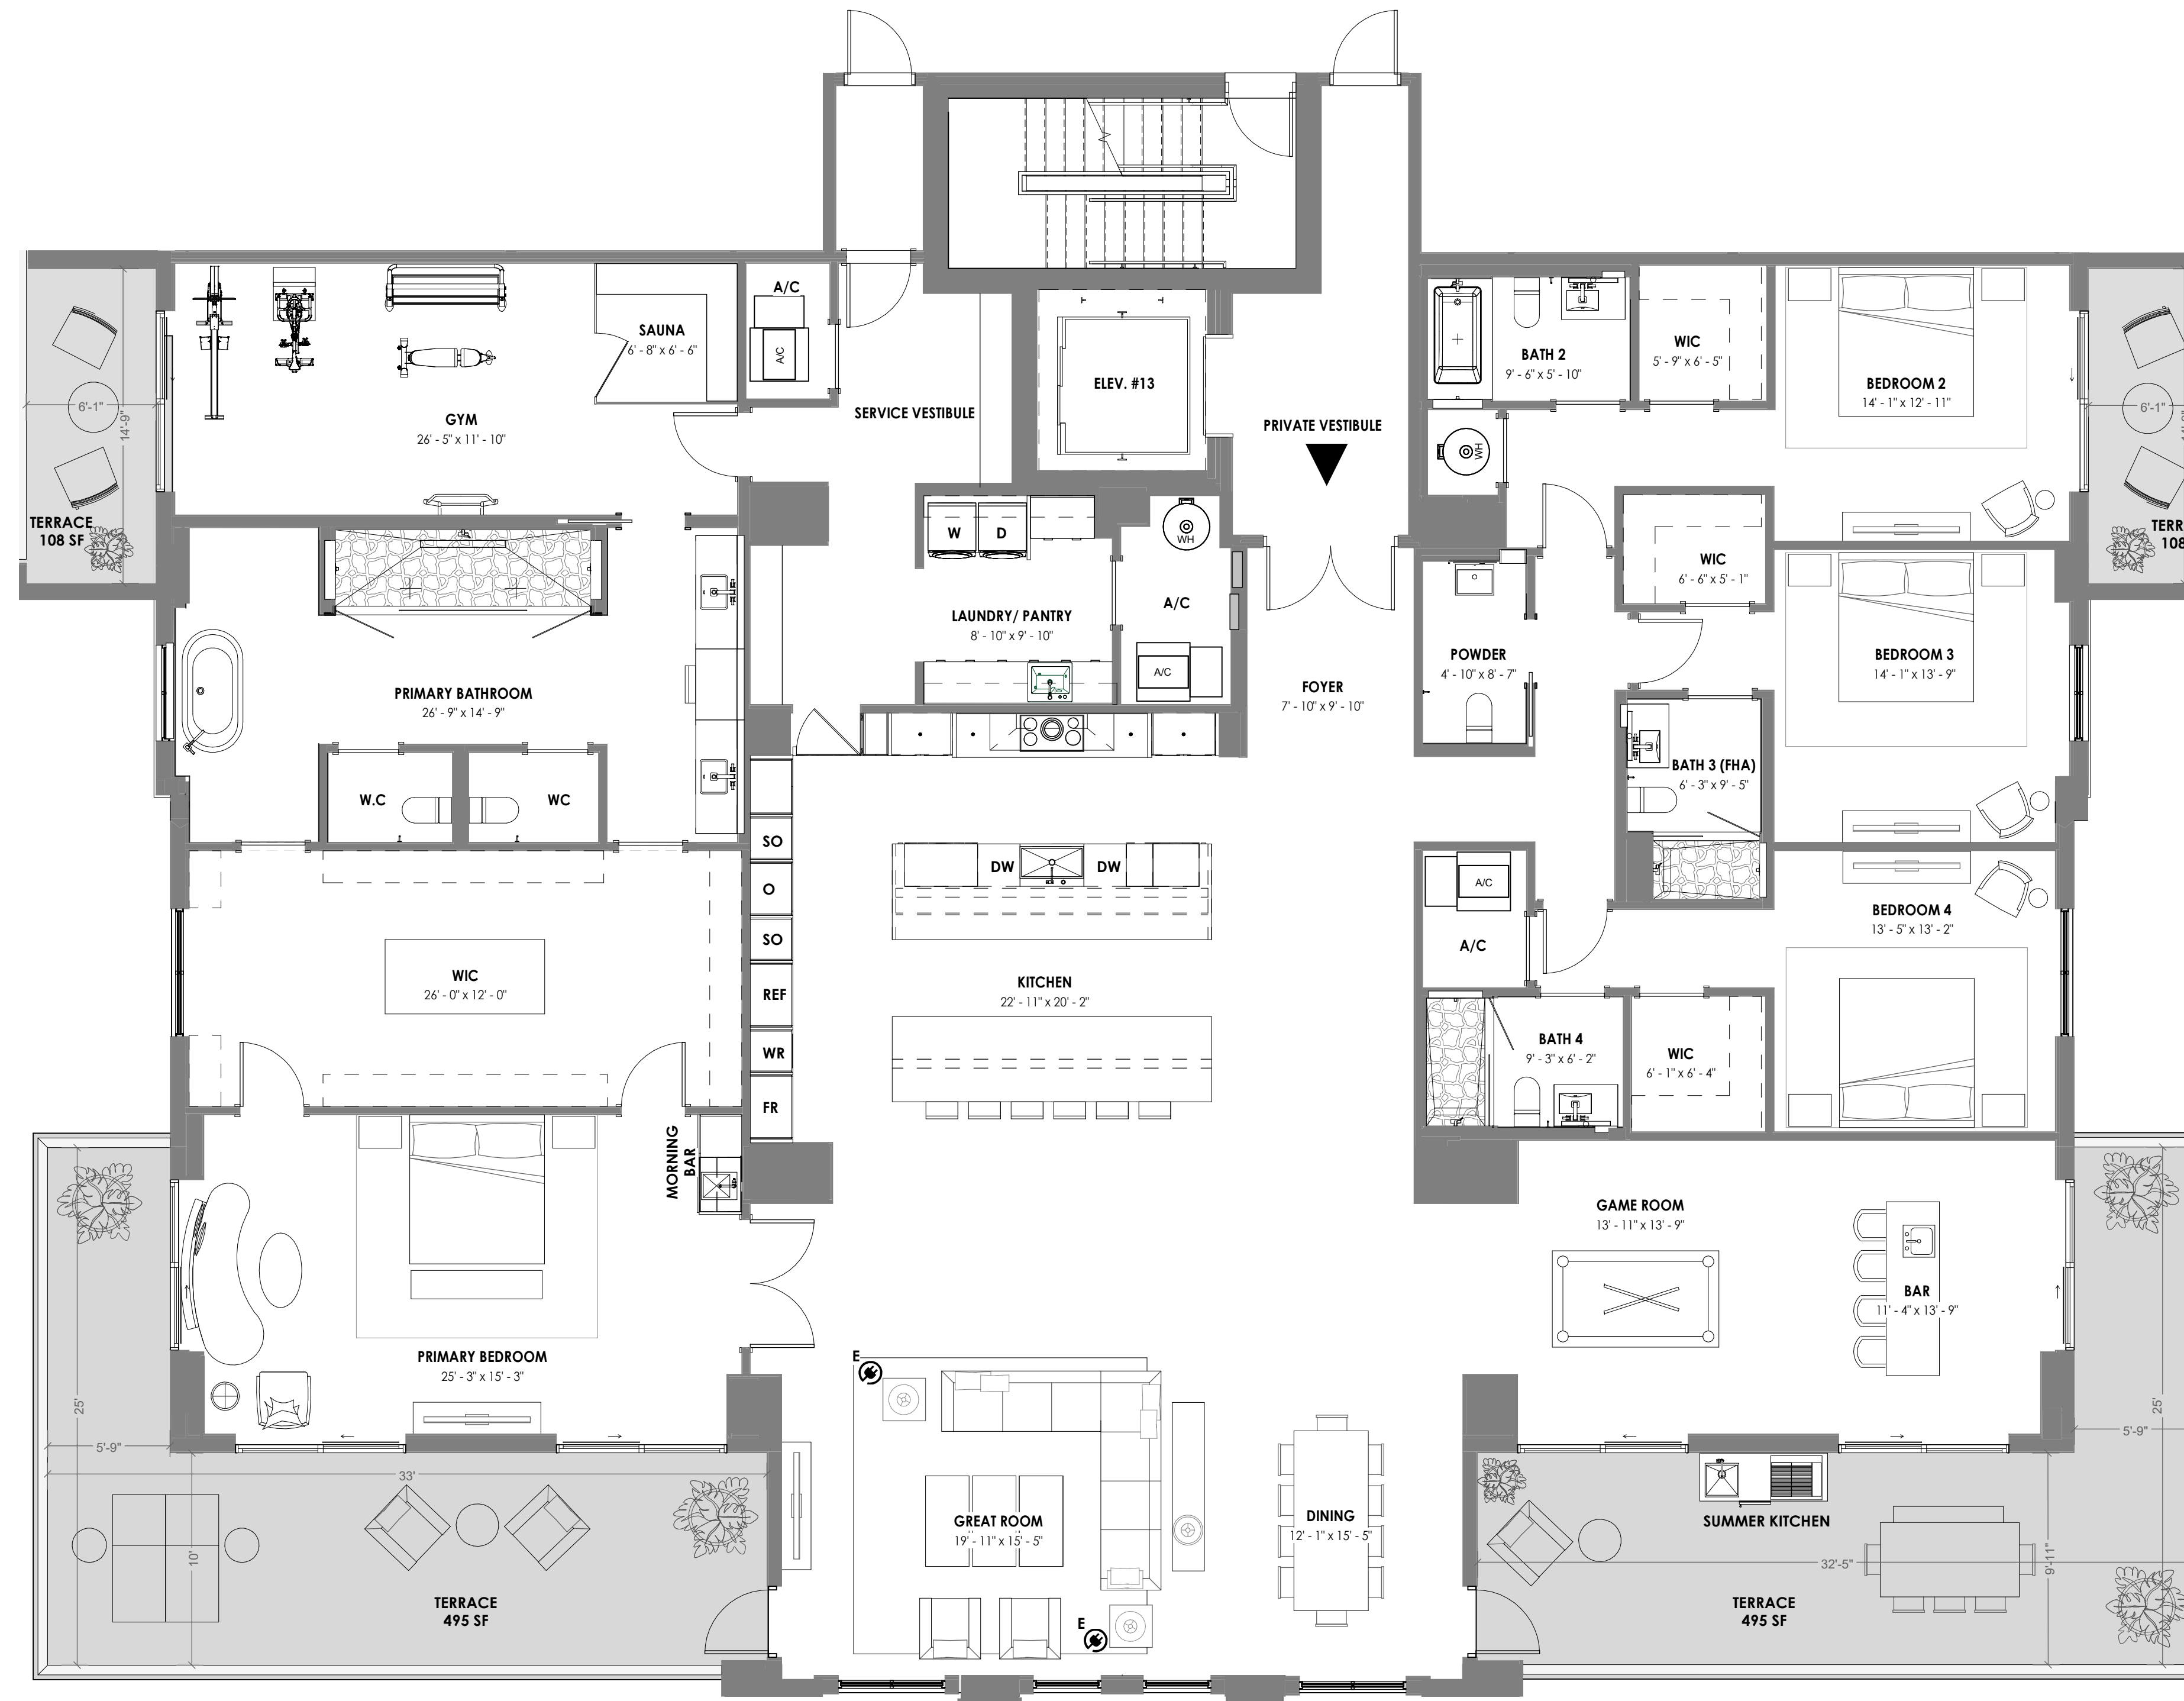 A/C
A/C
SAUNA
6' - 8" x 6' - 6"
GYM
26' - 5" x 11' - 10"
6'-1"
14'-9"
TERRACE
108 SF
SERVICE VESTIBULE
ELEV. #13
PRIVATE VESTIBULE
BATH 2
9' - 6" x 5' - 10"
WIC
5' - 9" x 6' - 5"
BEDROOM 2
14' - 1" x 12' - 11"
6'-1"
WH
TERR
108
W
D
WH
LAUNDRY/ PANTRY
8' - 10" x 9' - 10"
A/C
A/C
WIC
6' - 6" x 5' - 1"
POWDER
4' - 10" x 8' - 7"
BEDROOM 3
14' - 1" x 13' - 9"
PRIMARY BATHROOM
26' - 9" x 14' - 9"
FOYER
7' - 10" x 9' - 10"
W.C
WC
BATH 3 (FHA)
6' - 3" x 9' - 5"
SO
O
SO
REF
WR
FR
DW
DW
A/C
A/C
BEDROOM 4
13' - 5" x 13' - 2"
WIC
26' - 0" x 12' - 0"
KITCHEN
22' - 11" x 20' - 2"
BATH 4
9' - 3" x 6' - 2"
WIC
6' - 1" x 6' - 4"
MORNING
BAR
GAME ROOM
13' - 11" x 13' - 9"
BAR
11' - 4" x 13' - 9"
PRIMARY BEDROOM
25' - 3" x 15' - 3"
E
25'
5'-9"
33'
10'
25'
5'-9"
GREAT ROOM
19' - 11" x 15' - 5"
DINING
12' - 1" x 15' - 5"
SUMMER KITCHEN
32'-5"
9'-11"
TERRACE
495 SF
E
TERRACE
495 SF